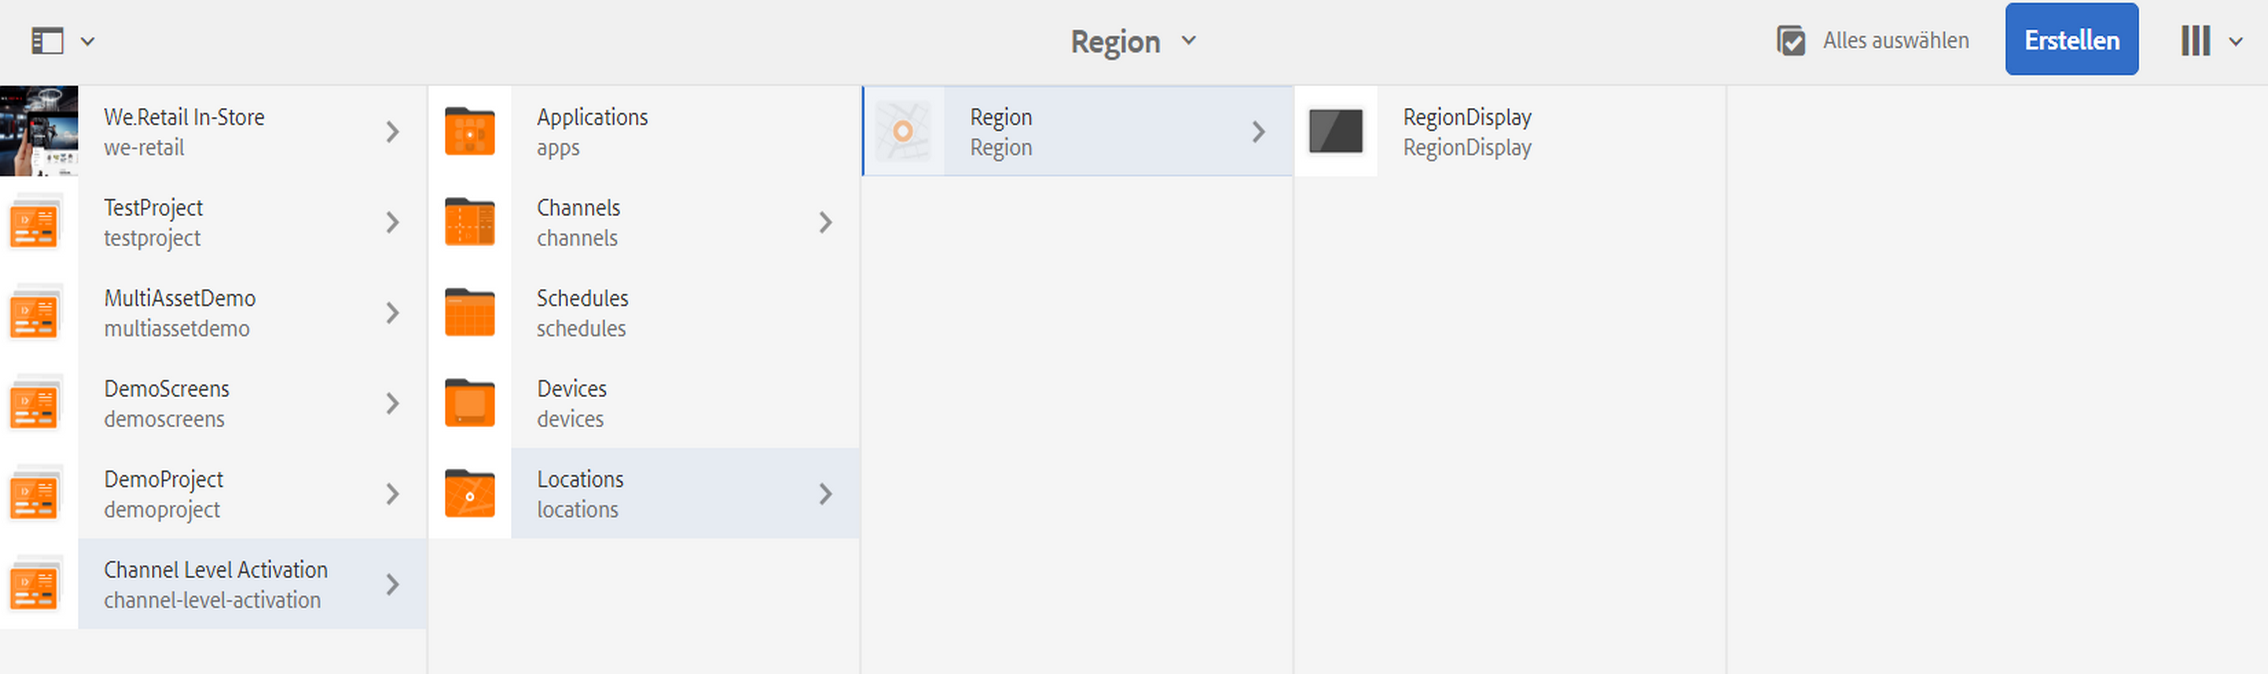 Region
Alles auswählen
Erstellen
We.Retail In-Store
we-retail
TestProject
testproject
MultiAssetDemo
multiassetdemo
DemoScreens
demoscreens
DemoProject
demoproject
Channel Level Activation
channel-level-activation
Applications
apps
Channels
channels
Schedules
schedules
Devices
devices
Locations
locations
Region
Region
RegionDisplay
RegionDisplay